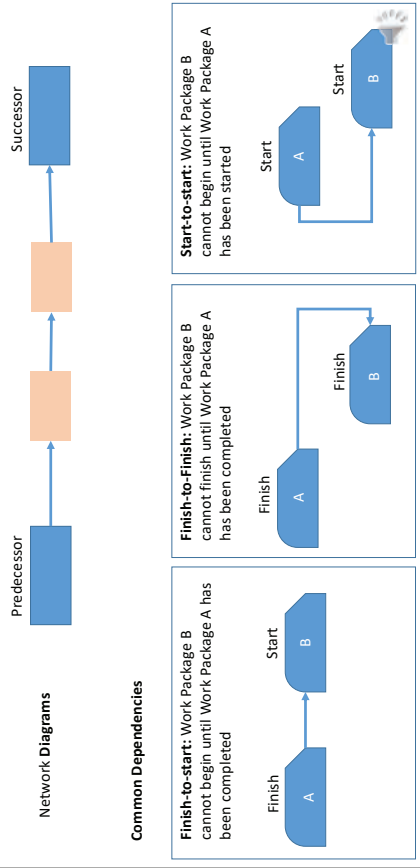 Network Diagrams
Predecessor
Successor
Common Dependencies
Finish-to-start: Work Package B
cannot begin until Work Package A has
been completed
Finish
Start
A
B
Finish-to-Finish: Work Package B
cannot finish until Work Package A
has been completed
Finish
A
Finish
B
Start-to-start: Work Package B
cannot begin until Work Package A
has been started
Start
A
Start
B